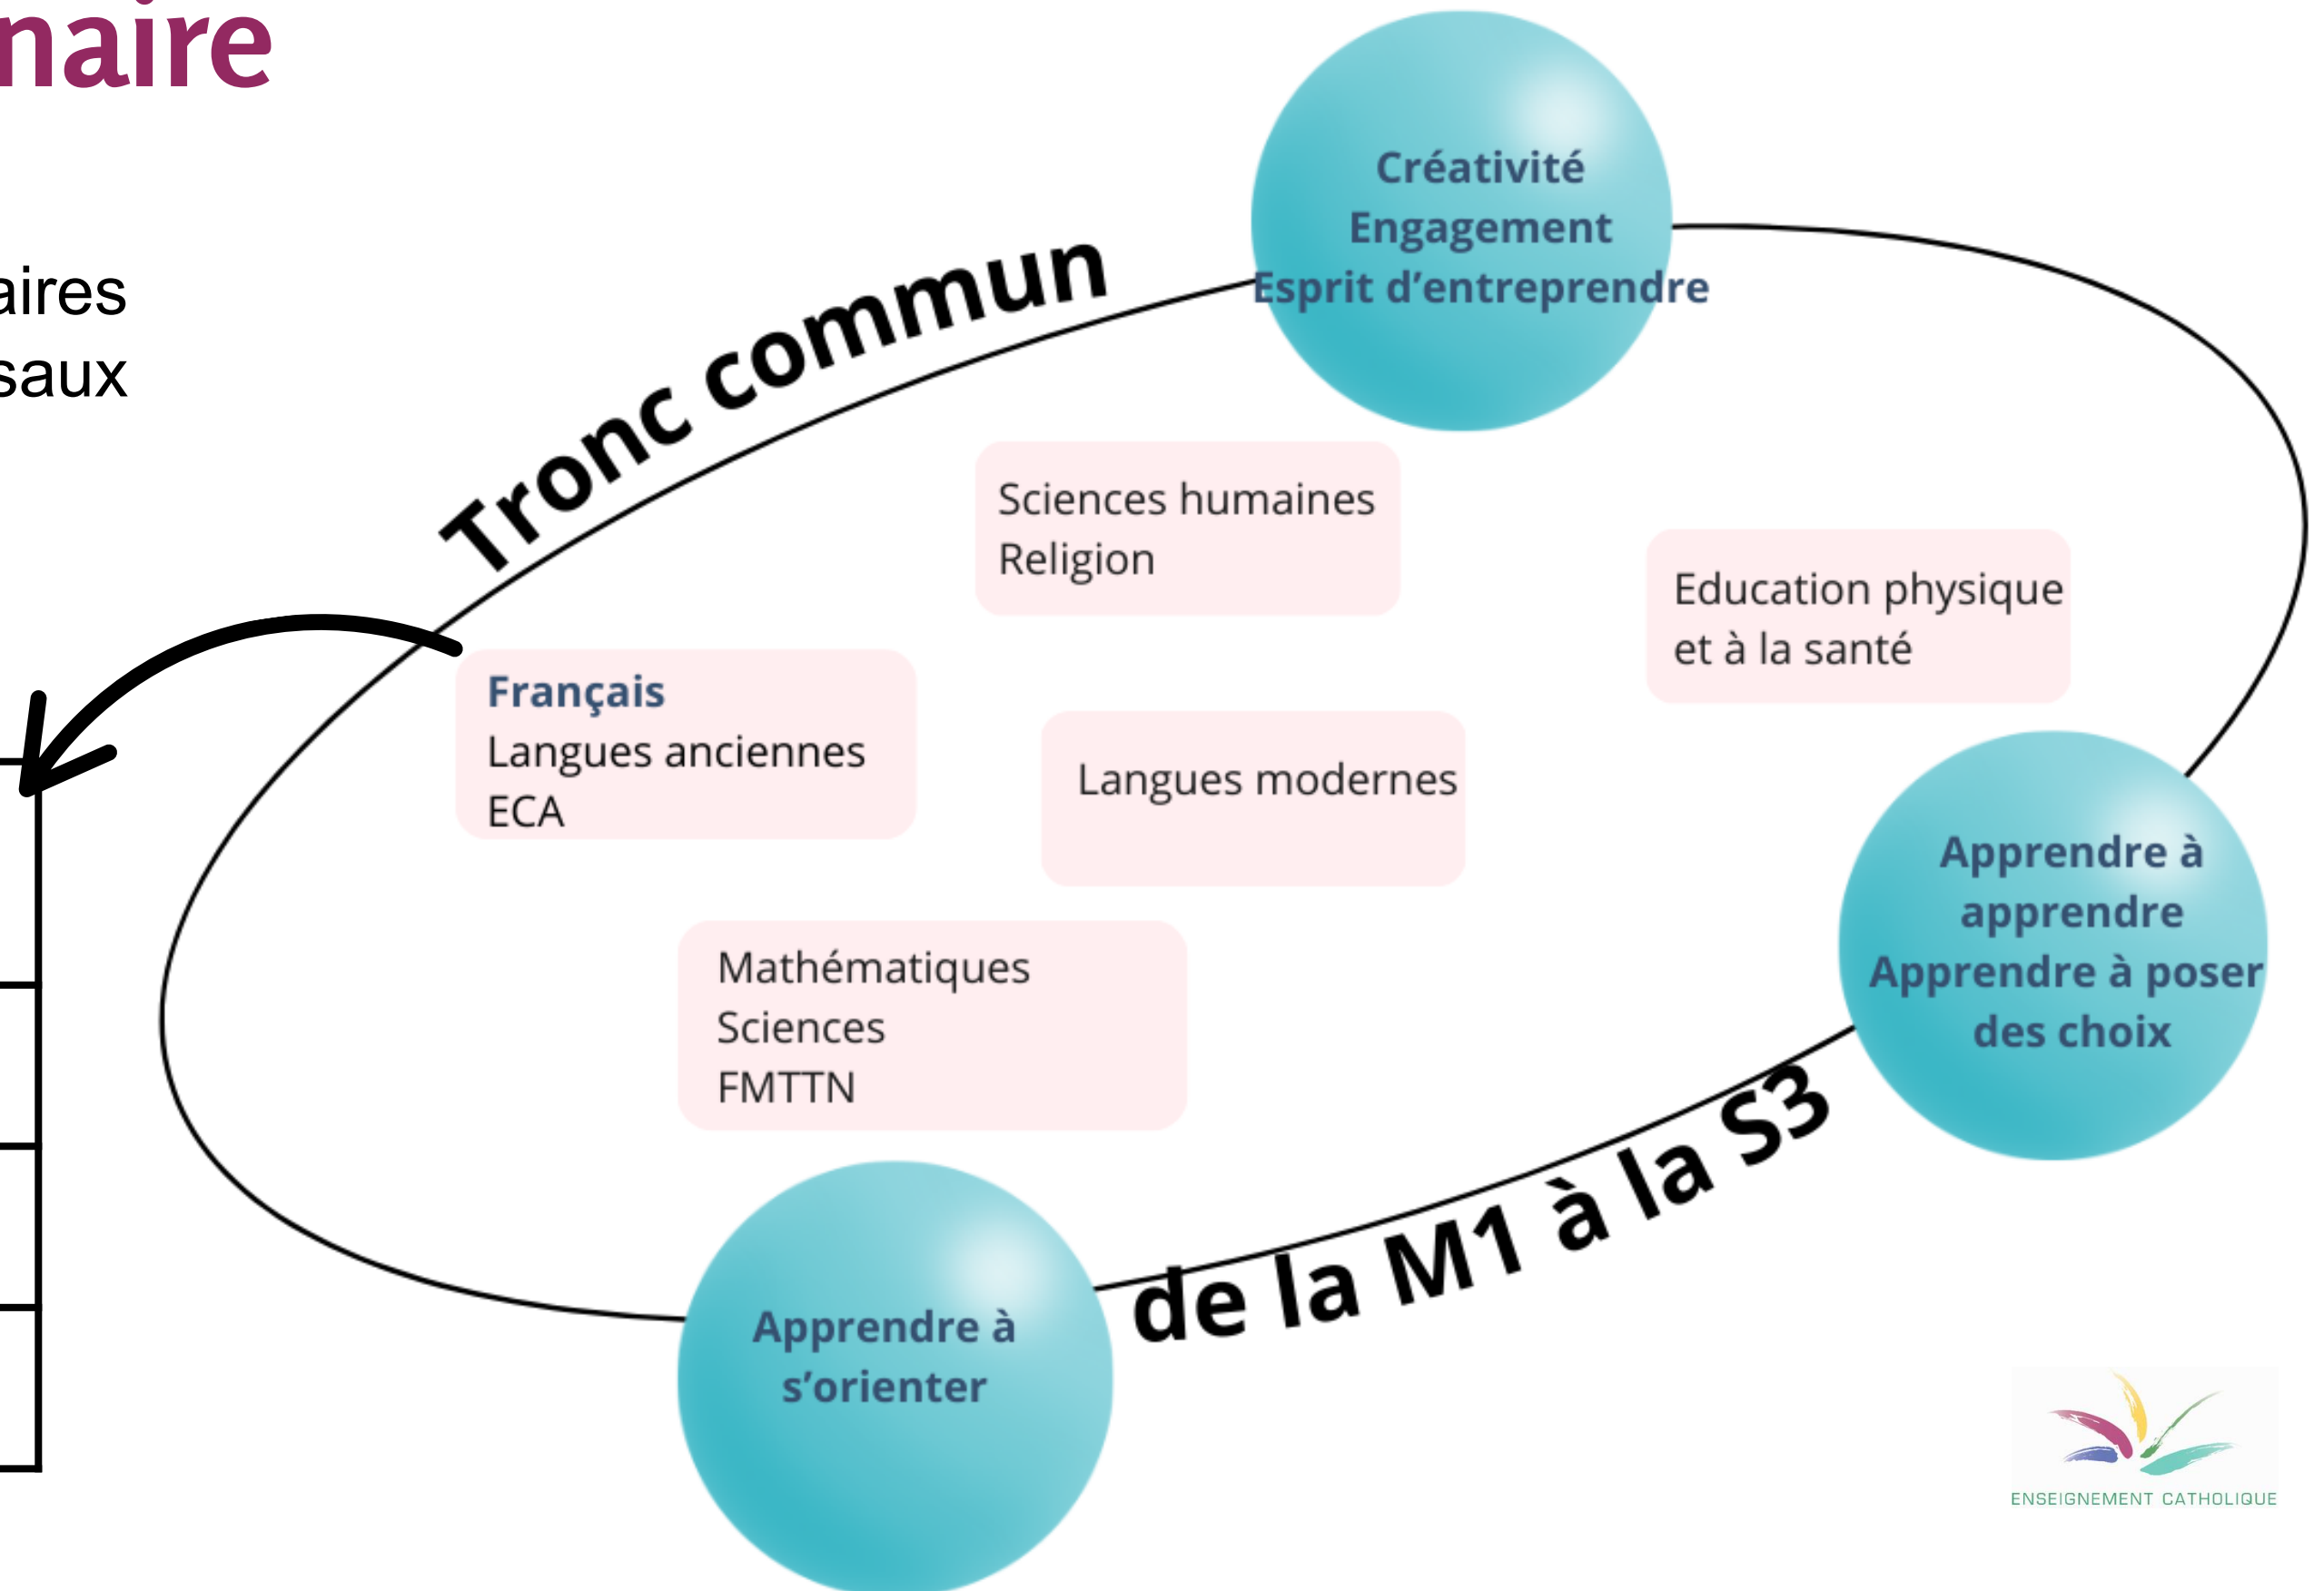 naire
aires
saux
Tronc commun
Créativité
Engagement
Esprit d’entreprendre
Sciences humaines
Religion
Education physique
et à la santé
Français
Langues anciennes
ECA
Langues modernes
Apprendre à
apprendre
Apprendre à poser
des choix
Mathématiques
Sciences
FMTTN
de la M1 à la S3
Apprendre à
s’orienter
ENSEIGNEMENT CATHOLIQUE